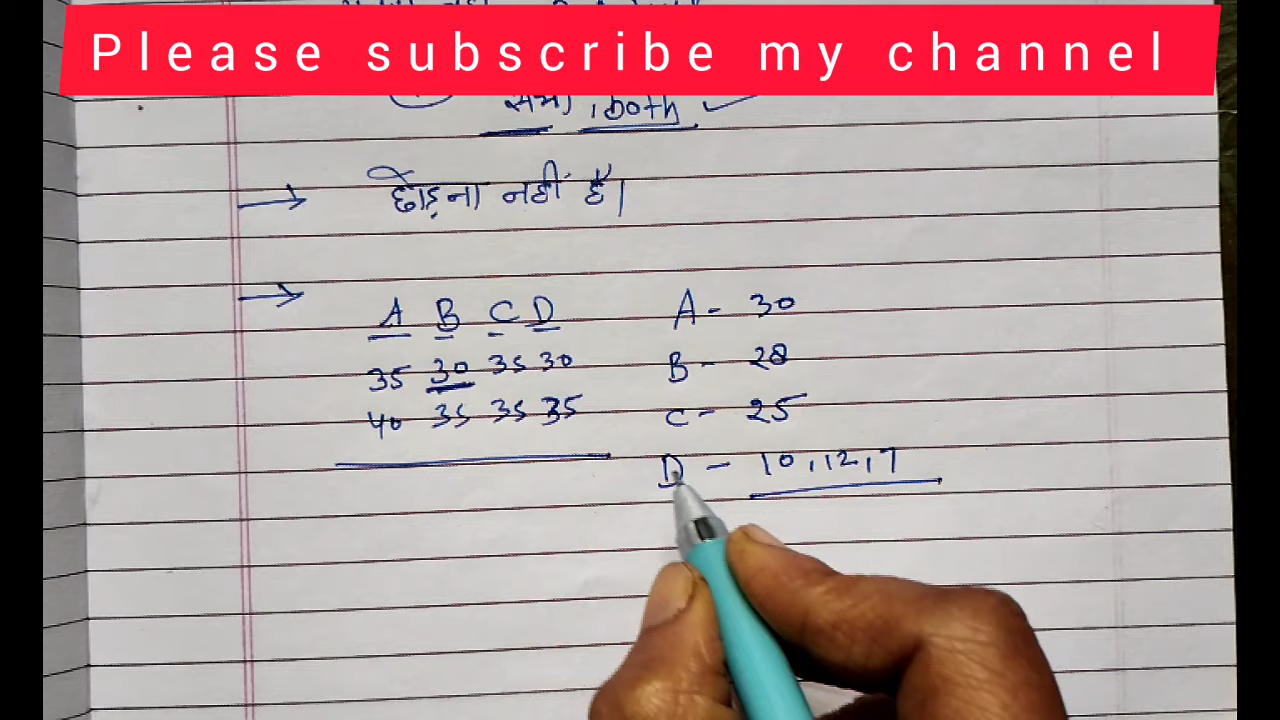 Please subscribe my channel
, both
छोड़ना नहीं है।
A B C D
35 30 35 30
40 35 35 35
A - 30
B - 28
C - 25
D - 10, 12, 7